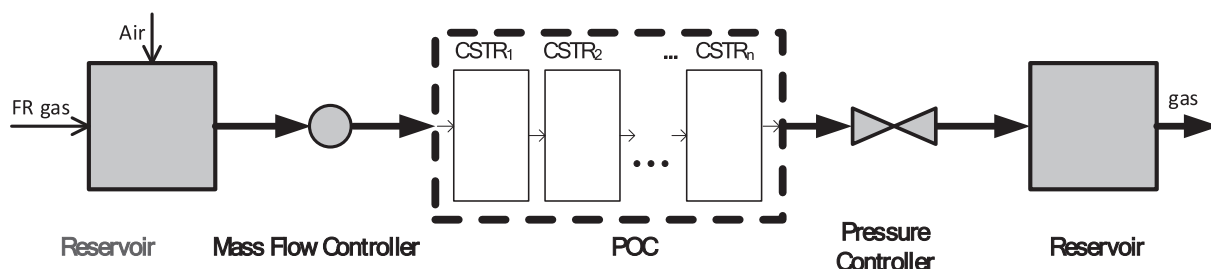 Air
FR gas
CSTR1 CSTR2 ... CSTRn
...
gas
Reservoir
Mass Flow Controller
POC
Pressure
Controller
Reservoir